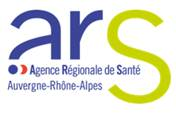 ars
Agence Régionale de Santé
Auvergne-Rhône-Alpes